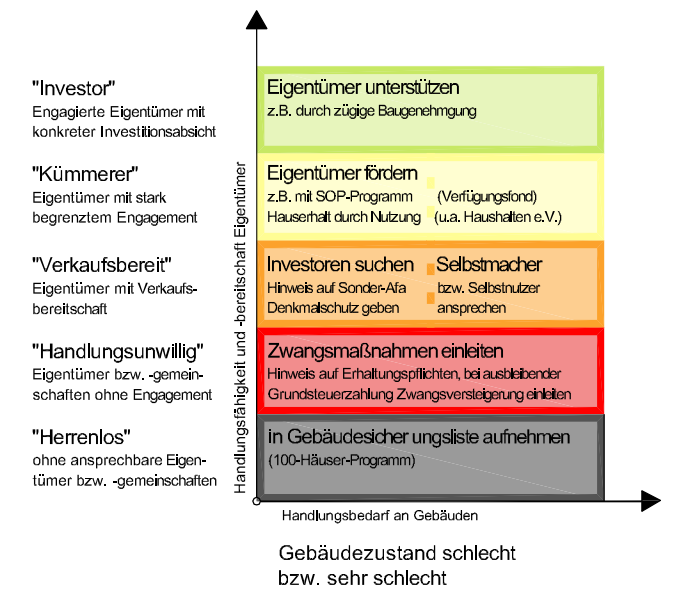 "Investor"
Engagierte Eigentümer mit
konkreter Investitionsabsicht
Eigentümer unterstützen
z.B. durch zügige Baugenehmgung
"Kümmerer"
Eigentümer mit stark
begrenztem Engagement
Eigentümer fördern
z.B. mit SOP-Programm (Verfügungsfond)
Hauserhalt durch Nutzung (u.a. Haushalten e.V.)
"Verkaufsbereit"
Eigentümer mit Verkaufs-
bereitschaft
Investoren suchen
Hinweis auf Sonder-Afa
Denkmalschutz geben
Selbstmacher
bzw. Selbstnutzer
ansprechen
"Handlungsunwillig"
Eigentümer bzw. -gemein-
schaften ohne Engagement
Zwangsmaßnahmen einleiten
Hinweis auf Erhaltungspflichten, bei ausbleibender
Grundsteuerzahlung Zwangsversteigerung einleiten
"Herrenlos"
ohne ansprechbare Eigen-
tümer bzw. -gemeinschaften
in Gebäudesicher ungsliste aufnehmen
(100-Häuser-Programm)
Handlungsfähigkeit und -bereitschaft Eigentümer
Handlungsbedarf an Gebäuden
Gebäudezustand schlecht
bzw. sehr schlecht